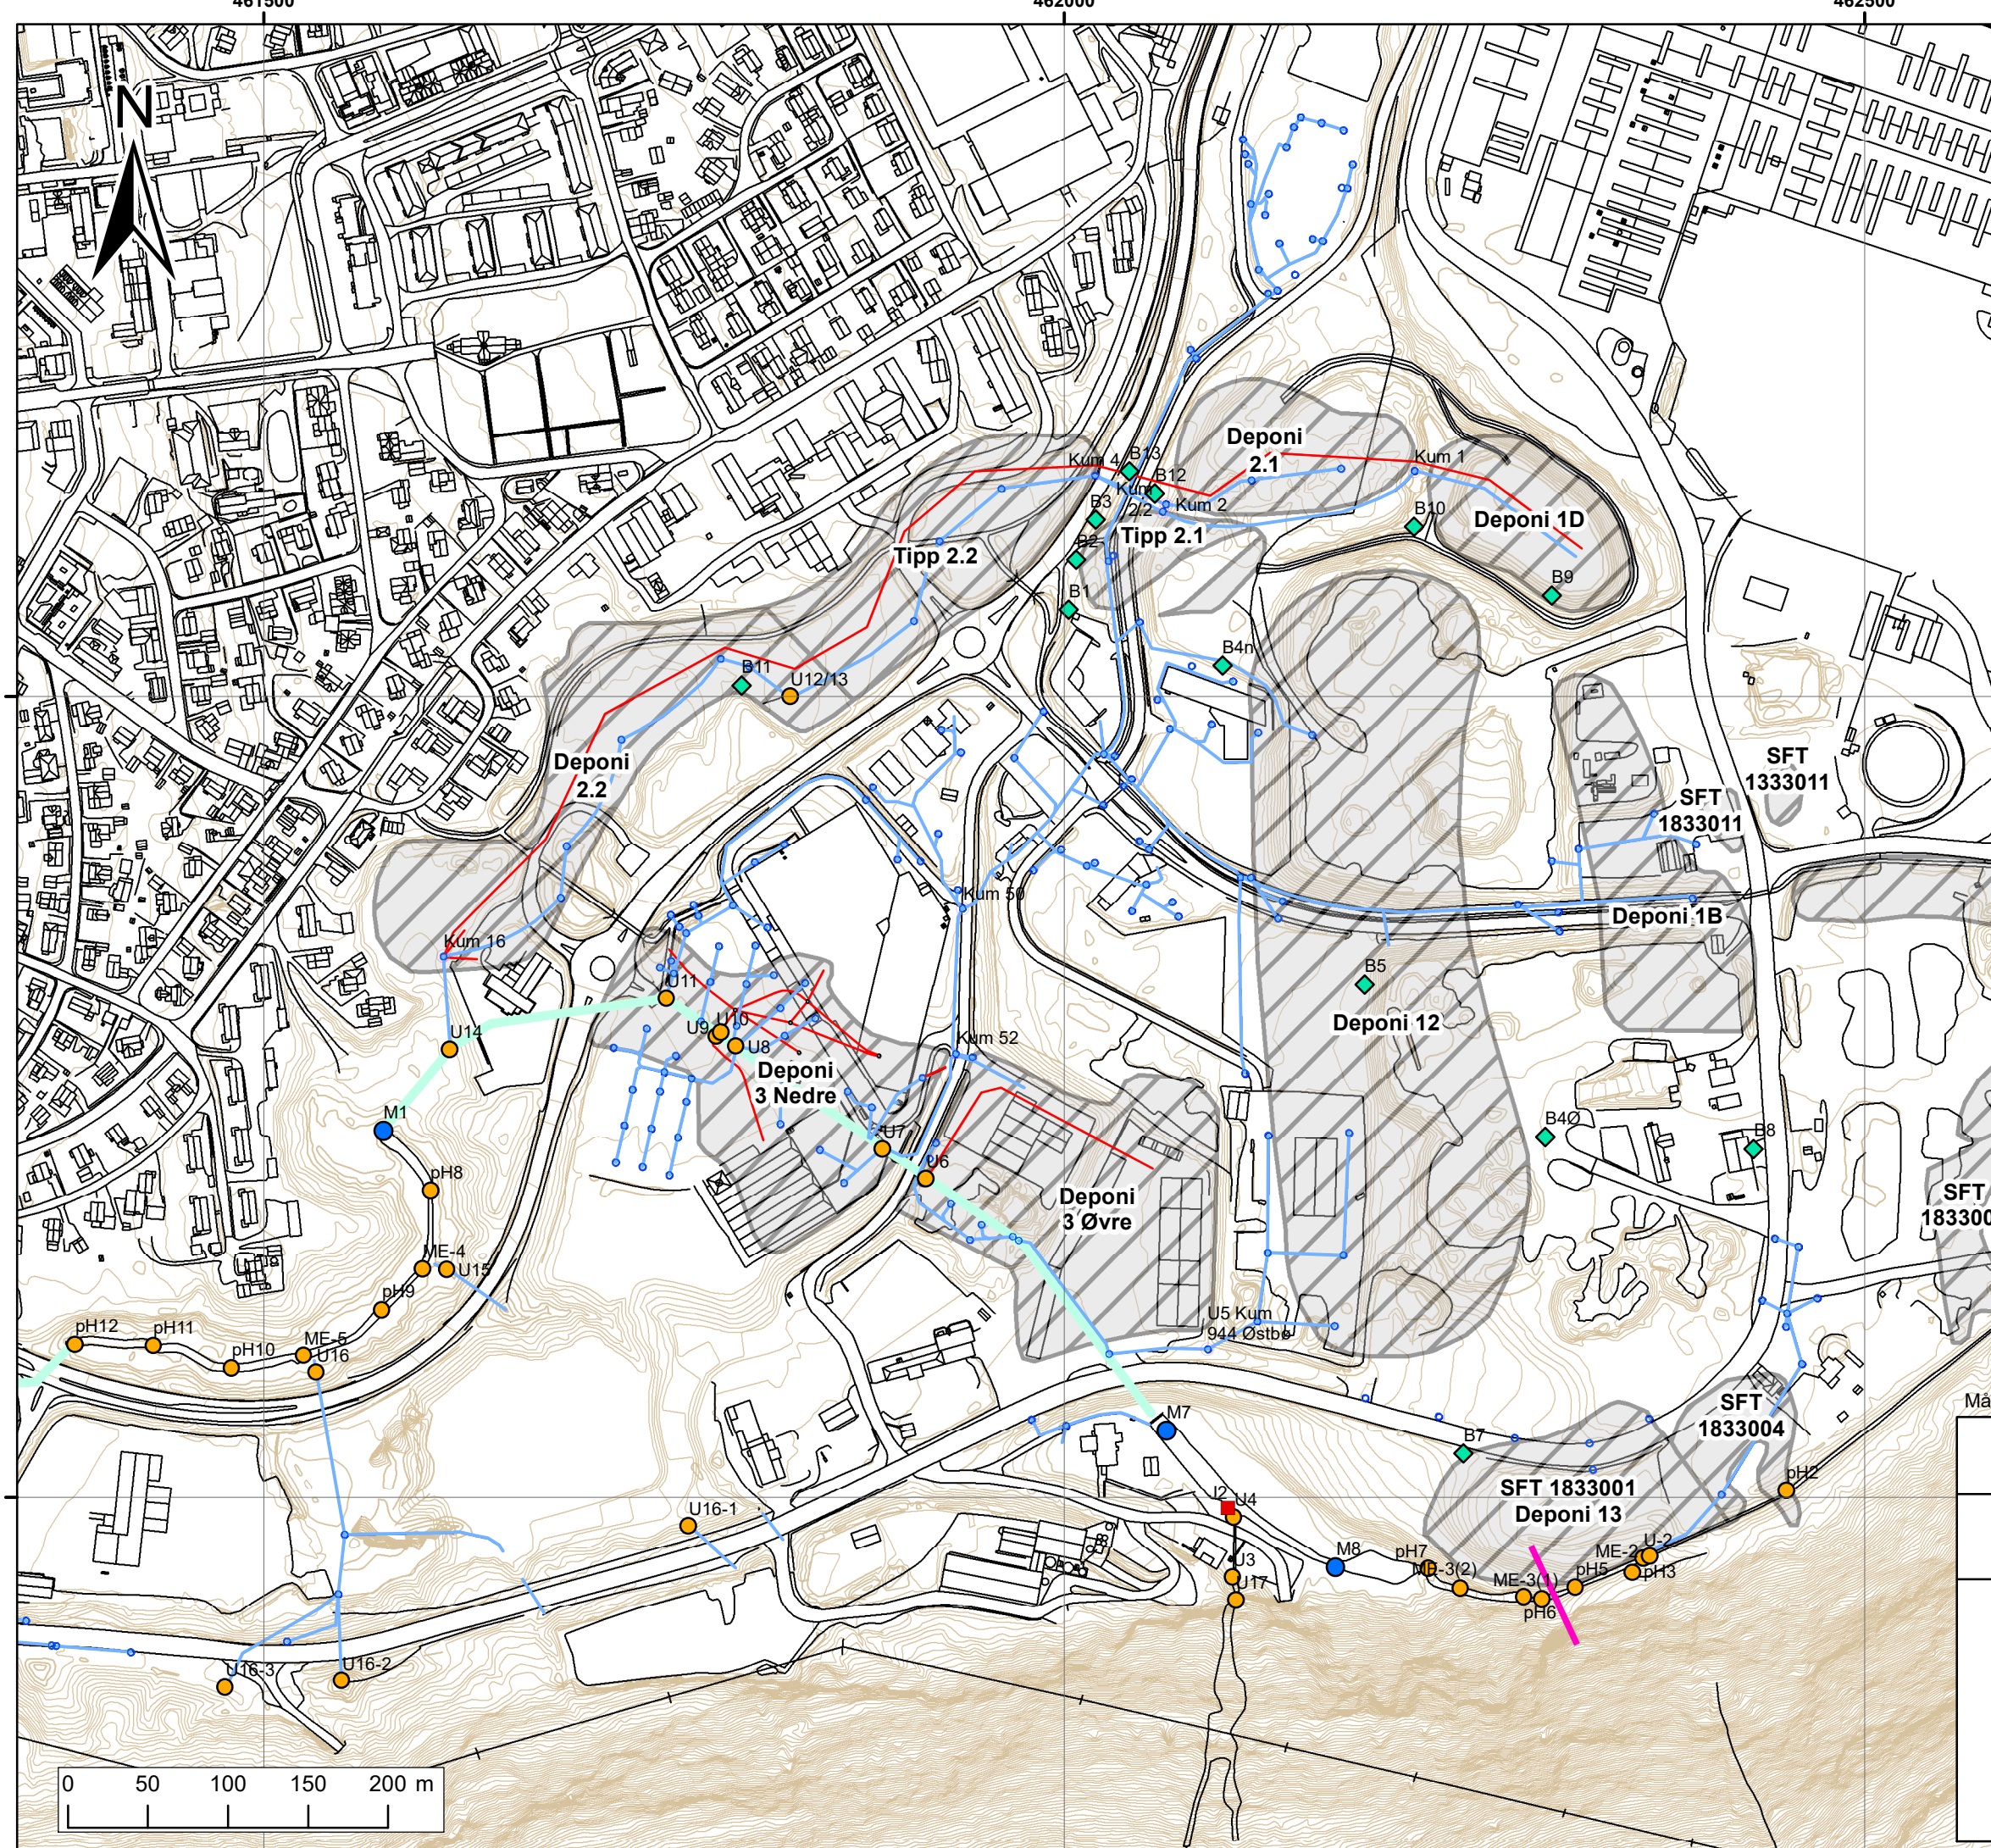 461500
462000
462500
N
Deponi
2.1
B13
Kum 4
Kum 1
B12
Kum
2/2
Kum 2
B3
B10
Deponi 1D
Tipp 2.1
B2
Tipp 2.2
B9
B1
B4n
B11
U12/13
Deponi
2.2
SFT
1333011
SFT
1833011
Kum 50
Deponi 1B
Kum 16
B5
U11
Deponi 12
U9
U10
U14
U8
Kum 52
Deponi
3 Nedre
M1
B4Ø
U7
B8
U6
pH8
Deponi
3 Øvre
SFT
183300
ME-4
U15
pH9
U5 Kum
944 Østbø
pH12
pH11
ME-5
U16
pH10
Må
SFT
1833004
M7
B7
pH2
SFT 1833001
Deponi 13
I2
U4
U16-1
U-2
ME-2
pH7
U3
ME-3(2)
pH5
pH3
ME-3(1)
U17
M8
pH6
U16-2
U16-3
0 50 100 150 200 m